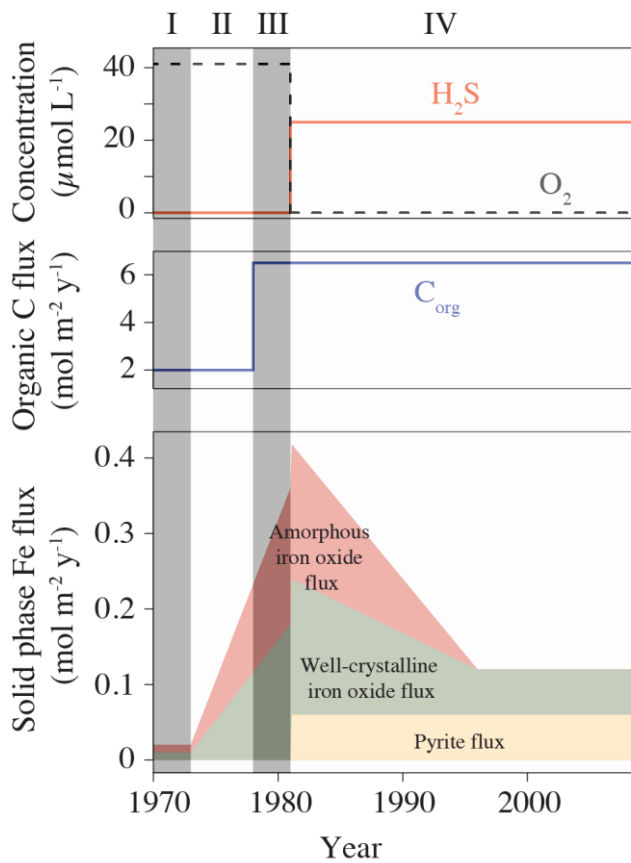 I II III IV
Concentration
(µmol L⁻¹)
40
20
0
H₂S
O₂
Organic C flux
(mol m⁻² y⁻¹)
6
4
2
C_org
Solid phase Fe flux
(mol m⁻² y⁻¹)
0.4
0.3
0.2
0.1
0
Amorphous
iron oxide
flux
Well-crystalline
iron oxide flux
Pyrite flux
1970 1980 1990 2000
Year